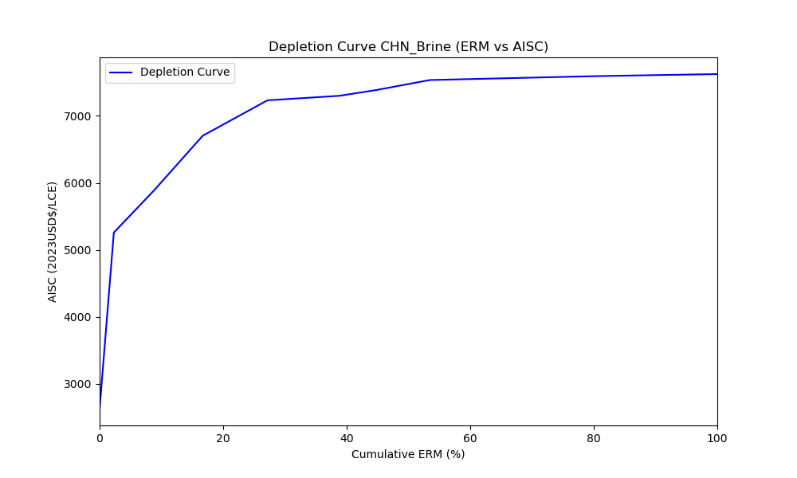 Depletion Curve CHN_Brine (ERM vs AISC)
Depletion Curve
AISC (2023USD$/LCE)
7000
6000
5000
4000
3000
0 20 40 60 80 100
Cumulative ERM (%)